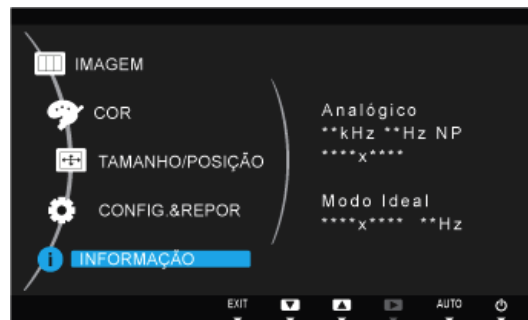 IMAGEM
COR
TAMANHO/POSIÇÃO
CONFIG.&REPOR
INFORMAÇÃO
Analógico
**kHz **Hz NP
****x****
Modo Ideal
****x**** **Hz
EXIT AUTO